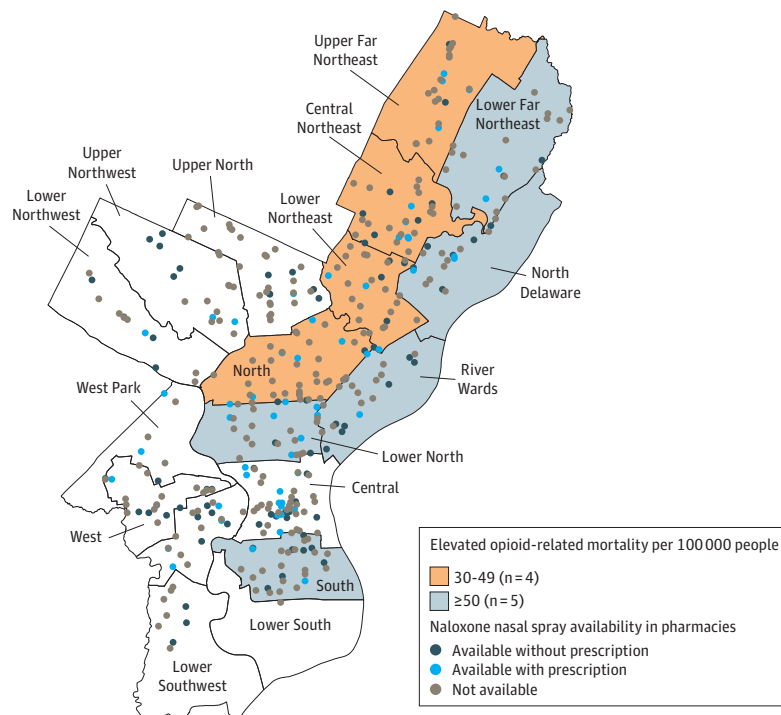 Upper Far
Northeast
Central
Northeast
Lower Far
Northeast
Upper
Northwest
Upper North
Lower
Northwest
Lower
Northeast
North
Delaware
North
River
Wards
West Park
Lower North
Central
West
South
Lower South
Lower
Southwest
Elevated opioid-related mortality per 100 000 people
30-49 (n = 4)
≥50 (n = 5)
Naloxone nasal spray availability in pharmacies
Available without prescription
Available with prescription
Not available